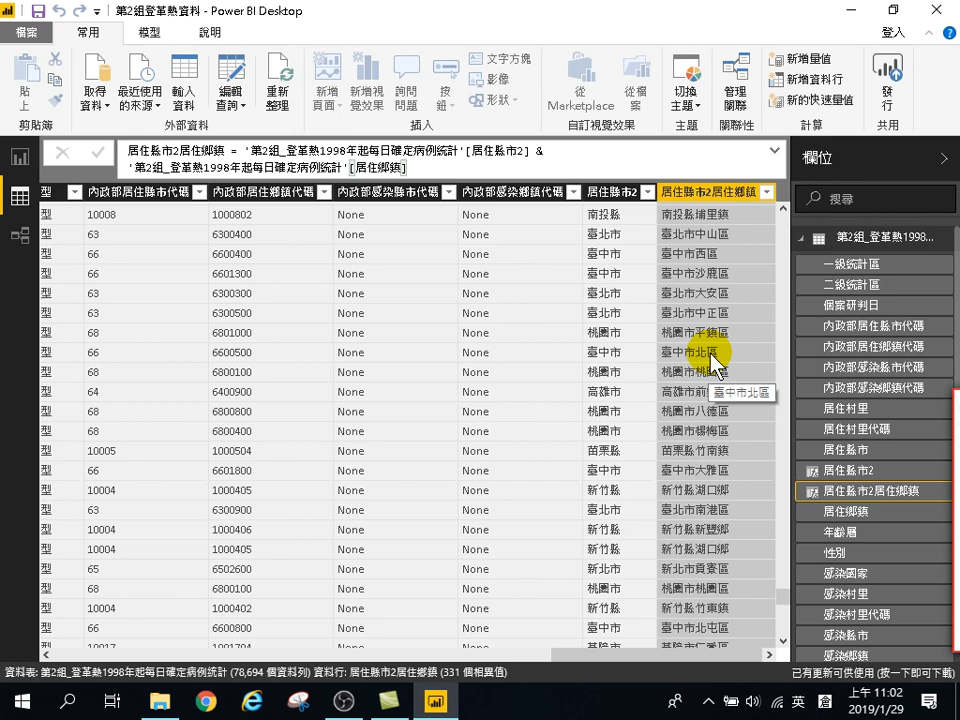 第2組登革熱資料 - Power BI Desktop
檔案 常用 模型 說明 登入
貼上 取得資料 最近使用的來源 輸入資料 編輯查詢 重新整理 新增頁面 新增視覺效果 詢問問題 按鈕 文字方塊 影像 圖形 從 Marketplace 從檔案 切換主題 管理關聯 新增量值 新增資料行 新的快速量值 發行
剪貼簿 外部資料 插入 自訂視覺效果 主題 關聯性 計算 共用
居住縣市2居住鄉鎮 = '第2組_登革熱1998年起每日確定病例統計'[居住縣市2] &
'第2組_登革熱1998年起每日確定病例統計'[居住鄉鎮]
型 內政部居住縣市代碼 內政部居住鄉鎮代碼 內政部感染縣市代碼 內政部感染鄉鎮代碼 居住縣市2 居住縣市2居住鄉鎮
型 10008 1000802 None None 南投縣 南投縣埔里鎮
型 63 6300400 None None 臺北市 臺北市中山區
型 66 6600400 None None 臺中市 臺中市西區
型 66 6601300 None None 臺中市 臺中市沙鹿區
型 63 6300300 None None 臺北市 臺北市大安區
型 63 6300500 None None 臺北市 臺北市中正區
型 68 6801000 None None 桃園市 桃園市平鎮區
型 66 6600500 None None 臺中市 臺中市北區
型 68 6800100 None None 桃園市 桃園市
型 64 6400900 None None 高雄市 高雄市前
臺中市北區
型 68 6800800 None None 桃園市 桃園市八德區
型 68 6800400 None None 桃園市 桃園市楊梅區
型 10005 1000504 None None 苗栗縣 苗栗縣竹南鎮
型 66 6601800 None None 臺中市 臺中市大雅區
型 10004 1000405 None None 新竹縣 新竹縣湖口鄉
型 63 6300900 None None 臺北市 臺北市南港區
型 10004 1000406 None None 新竹縣 新竹縣新豐鄉
型 10004 1000405 None None 新竹縣 新竹縣湖口鄉
型 65 6502600 None None 新北市 新北市貢寮區
型 68 6800100 None None 桃園市 桃園市桃園區
型 10004 1000402 None None 新竹縣 新竹縣竹東鎮
型 66 6600800 None None 臺中市 臺中市北屯區
欄位
搜尋
第2組_登革熱1998...
一級統計區
二級統計區
個案研判日
內政部居住縣市代碼
內政部居住鄉鎮代碼
內政部感染縣市代碼
內政部感染鄉鎮代碼
居住村里
居住村里代碼
居住縣市
居住縣市2
居住縣市2居住鄉鎮
居住鄉鎮
年齡層
性別
感染國家
感染村里
感染村里代碼
感染縣市
感染鄉鎮
資料表: 第2組_登革熱1998年起每日確定病例統計 (78,694 個資料列) 資料行: 居住縣市2居住鄉鎮 (331 個相異值) 已有更新可供使用 (按一下即可下載)
英 上午 11:02
2019/1/29